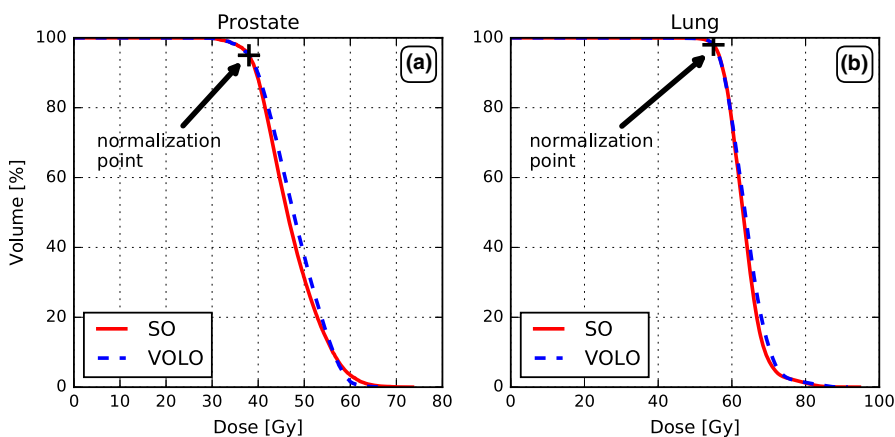 Prostate
100
80
60
40
20
0
Volume [%]
(a)
normalization
point
SO
VOLO
0 10 20 30 40 50 60 70 80
Dose [Gy]
Lung
100
80
60
40
20
0
(b)
normalization
point
SO
VOLO
0 20 40 60 80 100
Dose [Gy]